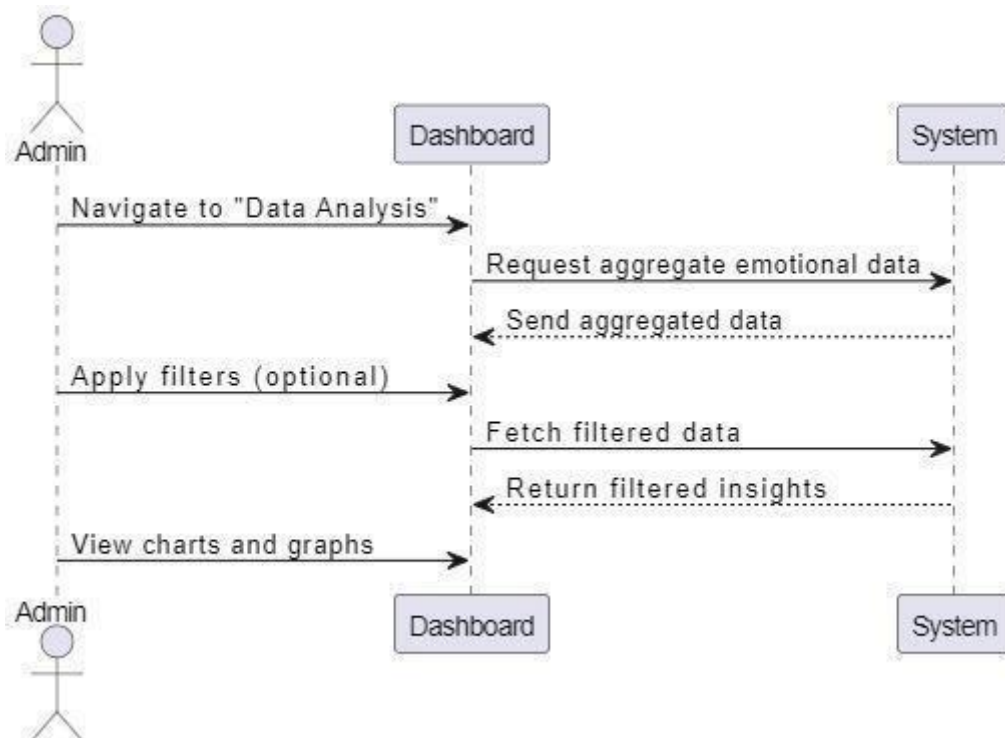 Admin
Dashboard
System
Navigate to "Data Analysis"
Request aggregate emotional data
Send aggregated data
Apply filters (optional)
Fetch filtered data
Return filtered insights
View charts and graphs
Admin
Dashboard
System